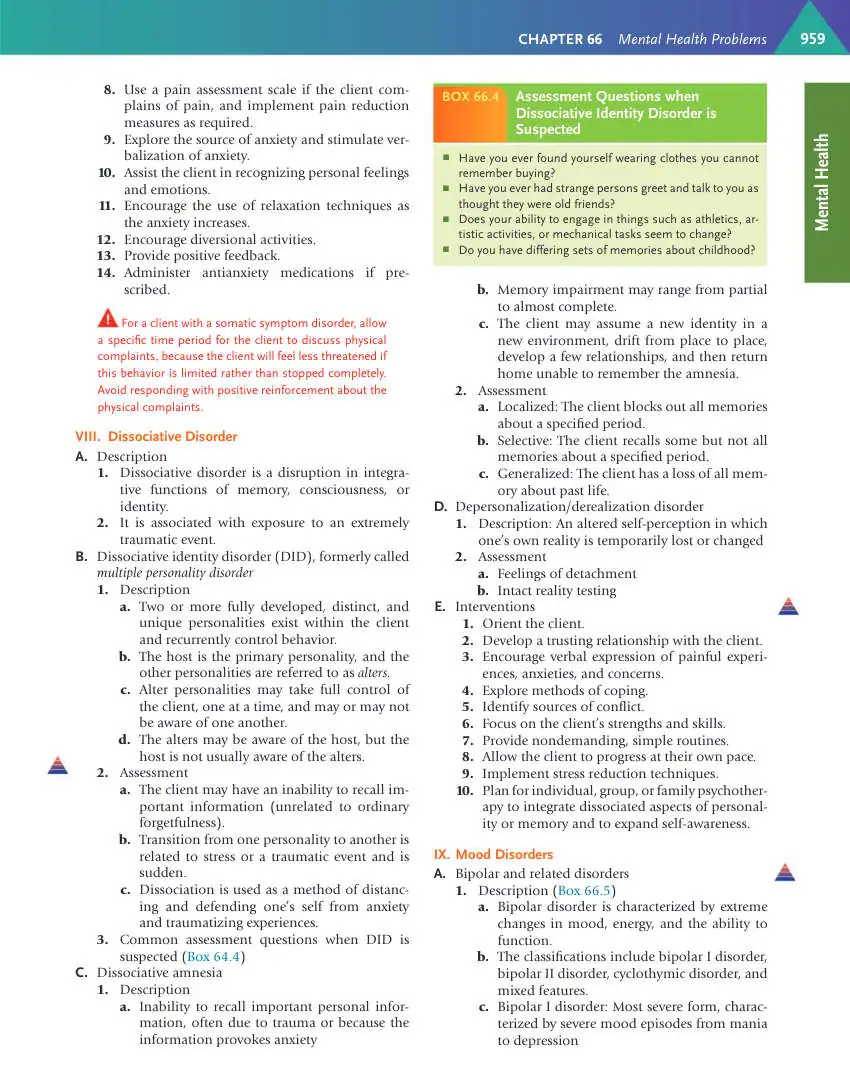 CHAPTER 66 Mental Health Problems 959
8. Use a pain assessment scale if the client com-
plains of pain, and implement pain reduction
measures as required.
9. Explore the source of anxiety and stimulate ver-
balization of anxiety.
10. Assist the client in recognizing personal feelings
and emotions.
11. Encourage the use of relaxation techniques as
the anxiety increases.
12. Encourage diversional activities.
13. Provide positive feedback.
14. Administer antianxiety medications if pre-
scribed.
For a client with a somatic symptom disorder, allow
a specific time period for the client to discuss physical
complaints, because the client will feel less threatened if
this behavior is limited rather than stopped completely.
Avoid responding with positive reinforcement about the
physical complaints.
VIII. Dissociative Disorder
A. Description
1. Dissociative disorder is a disruption in integra-
tive functions of memory, consciousness, or
identity.
2. It is associated with exposure to an extremely
traumatic event.
B. Dissociative identity disorder (DID), formerly called
multiple personality disorder
1. Description
a. Two or more fully developed, distinct, and
unique personalities exist within the client
and recurrently control behavior.
b. The host is the primary personality, and the
other personalities are referred to as alters.
c. Alter personalities may take full control of
the client, one at a time, and may or may not
be aware of one another.
d. The alters may be aware of the host, but the
host is not usually aware of the alters.
2. Assessment
a. The client may have an inability to recall im-
portant information (unrelated to ordinary
forgetfulness).
b. Transition from one personality to another is
related to stress or a traumatic event and is
sudden.
c. Dissociation is used as a method of distanc-
ing and defending one's self from anxiety
and traumatizing experiences.
3. Common assessment questions when DID is
suspected (Box 64.4)
C. Dissociative amnesia
1. Description
a. Inability to recall important personal infor-
mation, often due to trauma or because the
information provokes anxiety
BOX 66.4 Assessment Questions when
Dissociative Identity Disorder is
Suspected
■ Have you ever found yourself wearing clothes you cannot
remember buying?
■ Have you ever had strange persons greet and talk to you as
thought they were old friends?
■ Does your ability to engage in things such as athletics, ar-
tistic activities, or mechanical tasks seem to change?
■ Do you have differing sets of memories about childhood?
b. Memory impairment may range from partial
to almost complete.
c. The client may assume a new identity in a
new environment, drift from place to place,
develop a few relationships, and then return
home unable to remember the amnesia.
2. Assessment
a. Localized: The client blocks out all memories
about a specified period.
b. Selective: The client recalls some but not all
memories about a specified period.
c. Generalized: The client has a loss of all mem-
ory about past life.
D. Depersonalization/derealization disorder
1. Description: An altered self-perception in which
one's own reality is temporarily lost or changed
2. Assessment
a. Feelings of detachment
b. Intact reality testing
E. Interventions
1. Orient the client.
2. Develop a trusting relationship with the client.
3. Encourage verbal expression of painful experi-
ences, anxieties, and concerns.
4. Explore methods of coping.
5. Identify sources of conflict.
6. Focus on the client's strengths and skills.
7. Provide nondemanding, simple routines.
8. Allow the client to progress at their own pace.
9. Implement stress reduction techniques.
10. Plan for individual, group, or family psychother-
apy to integrate dissociated aspects of personal-
ity or memory and to expand self-awareness.
IX. Mood Disorders
A. Bipolar and related disorders
1. Description (Box 66.5)
a. Bipolar disorder is characterized by extreme
changes in mood, energy, and the ability to
function.
b. The classifications include bipolar I disorder,
bipolar II disorder, cyclothymic disorder, and
mixed features.
c. Bipolar I disorder: Most severe form, charac-
terized by severe mood episodes from mania
to depression
Mental Health